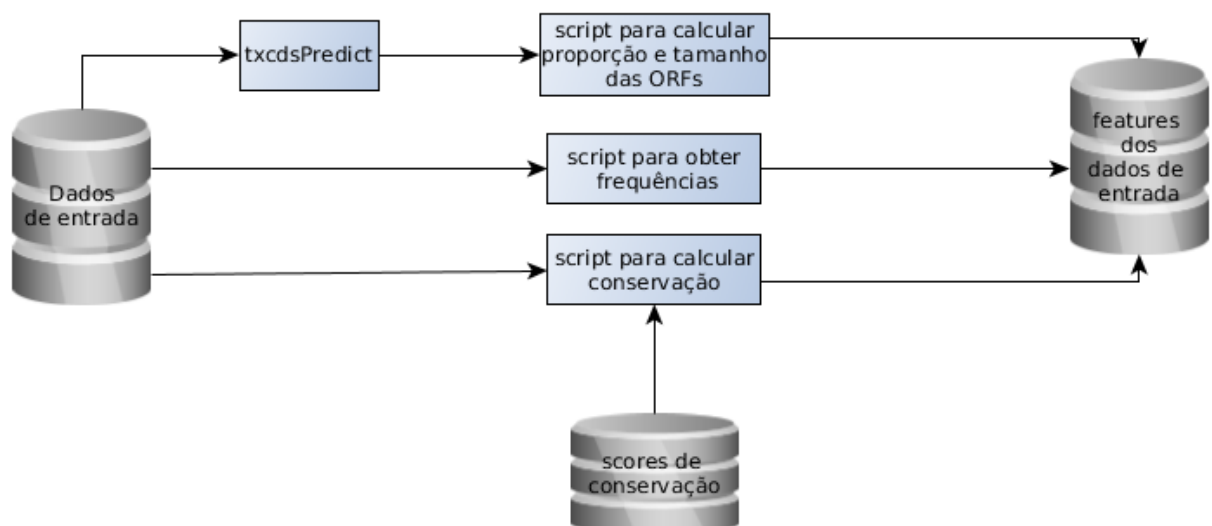 txcdsPredict
script para calcular
proporção e tamanho
das ORFs
Dados
de entrada
script para obter
frequências
features
dos
dados de
entrada
script para calcular
conservação
scores de
conservação